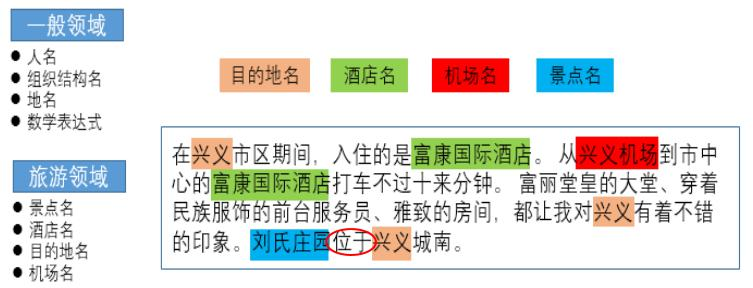 一般领域
人名
组织结构名
地名
数学表达式
旅游领域
景点名
酒店名
目的地名
机场名
目的地名 酒店名 机场名 景点名
在兴义市区期间，入住的是富康国际酒店。从兴义机场到市中
心的富康国际酒店打车不过十来分钟。富丽堂皇的大堂、穿着
民族服饰的前台服务员、雅致的房间，都让我对兴义有着不错
的印象。刘氏庄园位于兴义城南。